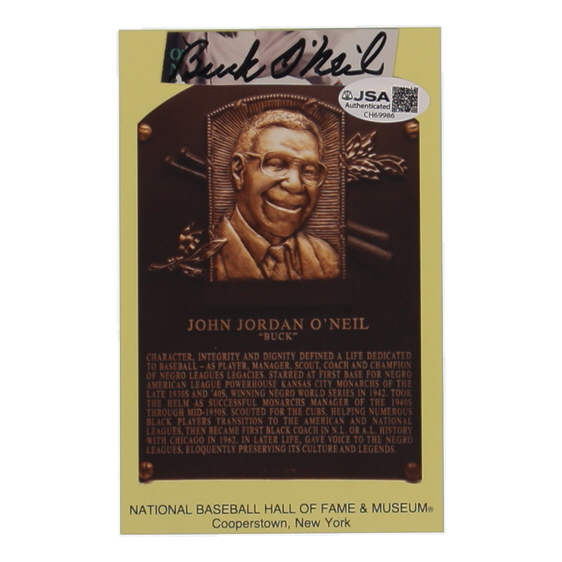 Buck O'Neil
JSA
Authenticated
CH69986
JOHN JORDAN O'NEIL
"BUCK"
CHARACTER, INTEGRITY AND DIGNITY DEFINED A LIFE DEDICATED
TO BASEBALL – AS PLAYER, MANAGER, SCOUT, COACH AND CHAMPION
OF NEGRO LEAGUES LEGACIES. STARRED AT FIRST BASE FOR NEGRO
AMERICAN LEAGUE POWERHOUSE KANSAS CITY MONARCHS OF THE
LATE 1930S AND '40S, WINNING NEGRO WORLD SERIES IN 1942. TOOK
THE HELM AS SUCCESSFUL MONARCHS MANAGER OF THE 1940S
THROUGH MID-1950S. SCOUTED FOR THE CUBS, HELPING NUMEROUS
BLACK PLAYERS TRANSITION TO THE AMERICAN AND NATIONAL
LEAGUES, THEN BECAME FIRST BLACK COACH IN N.L. OR A.L. HISTORY
WITH CHICAGO IN 1962. IN LATER LIFE, GAVE VOICE TO THE NEGRO
LEAGUES, ELOQUENTLY PRESERVING ITS CULTURE AND LEGENDS.
NATIONAL BASEBALL HALL OF FAME & MUSEUM®
Cooperstown, New York